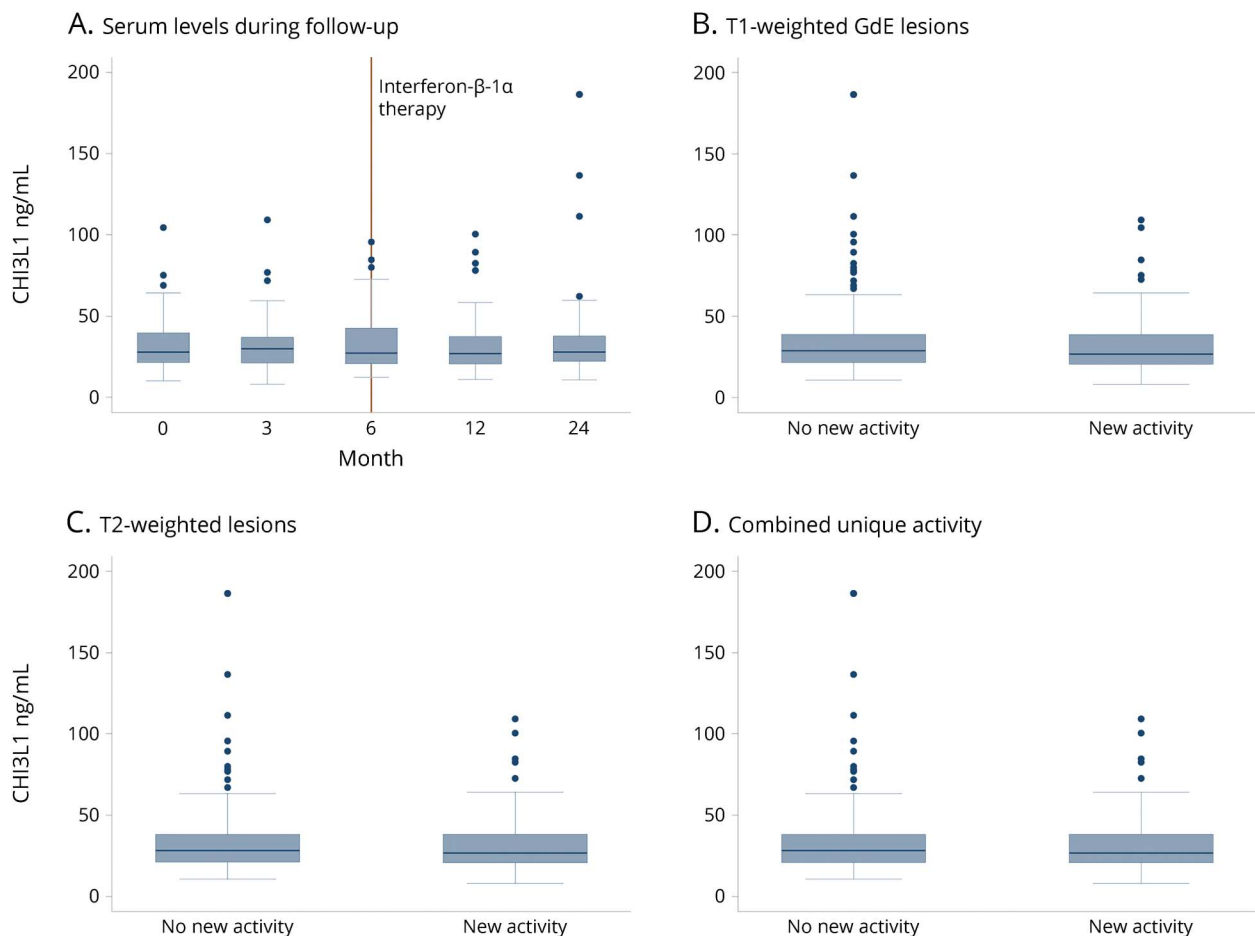 A. Serum levels during follow-up
200
150
100
50
0
CHI3L1 ng/mL
Interferon-β-1α
therapy
0 3 6 12 24
Month
B. T1-weighted GdE lesions
200
150
100
50
0
No new activity New activity
C. T2-weighted lesions
200
150
100
50
0
CHI3L1 ng/mL
No new activity New activity
D. Combined unique activity
200
150
100
50
0
No new activity New activity